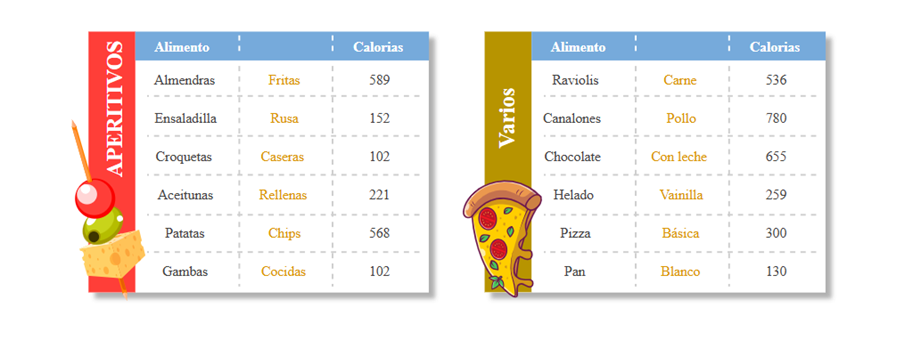 APERITIVOS
Alimento Calorias
Almendras Fritas 589
Ensaladilla Rusa 152
Croquetas Caseras 102
Aceitunas Rellenas 221
Patatas Chips 568
Gambas Cocidas 102
Varios
Alimento Calorias
Raviolis Carne 536
Canalones Pollo 780
Chocolate Con leche 655
Helado Vainilla 259
Pizza Básica 300
Pan Blanco 130